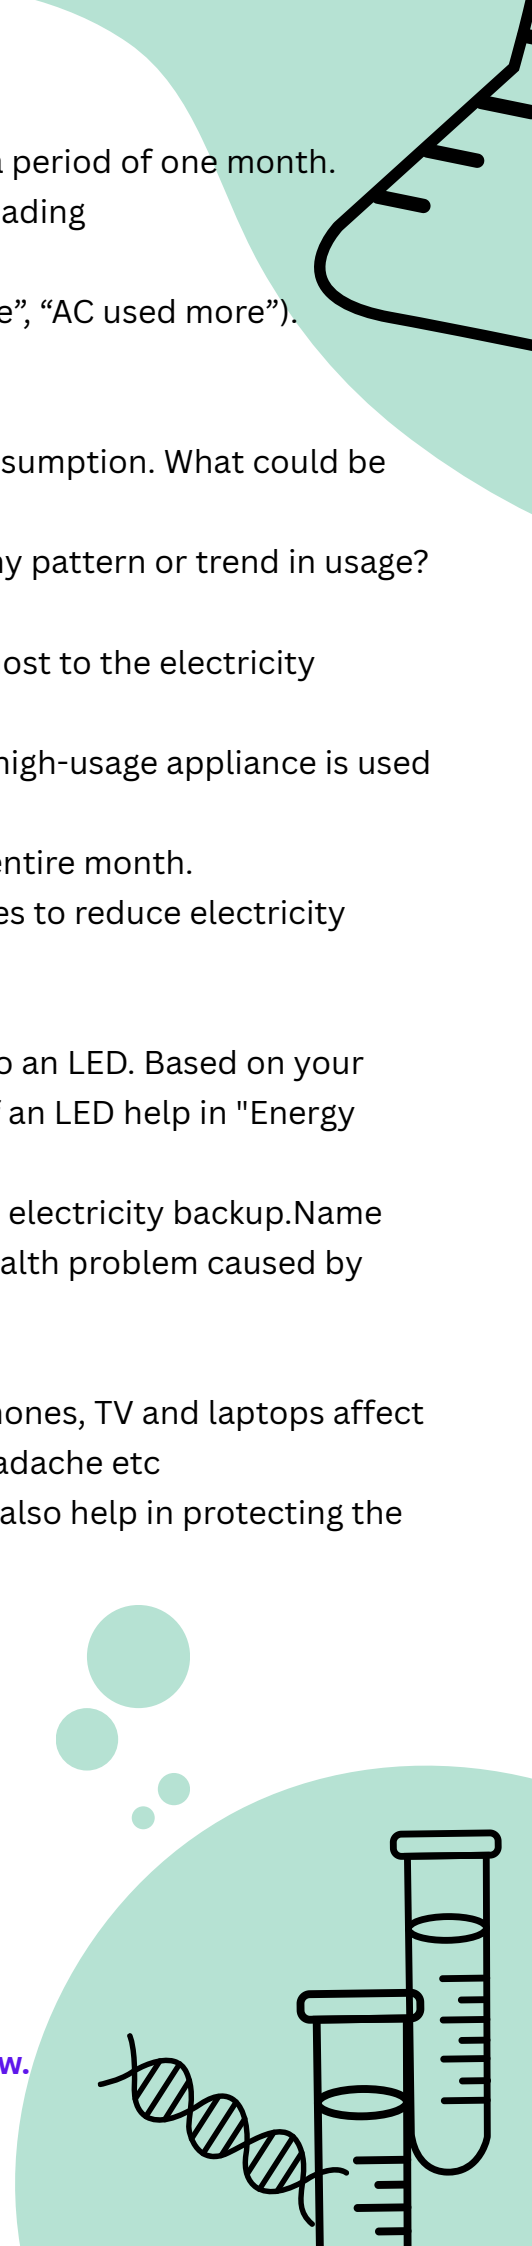 period of one month.
ading
e”, “AC used more”).
sumption. What could be
y pattern or trend in usage?
ost to the electricity
high-usage appliance is used
entire month.
es to reduce electricity
o an LED. Based on your
an LED help in "Energy
electricity backup.Name
alth problem caused by
ones, TV and laptops affect
adache etc
also help in protecting the
w.